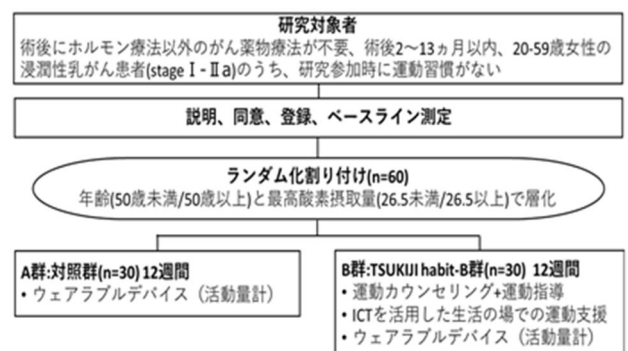 研究対象者
術後にホルモン療法以外のがん薬物療法が不要、術後2～13ヵ月以内、20-59歳女性の
浸潤性乳がん患者(stageⅠ-Ⅱa)のうち、研究参加時に運動習慣がない
説明、同意、登録、ベースライン測定
ランダム化割り付け(n=60)
年齢(50歳未満/50歳以上)と最高酸素摂取量(26.5未満/26.5以上)で層化
A群:対照群(n=30) 12週間
• ウェアラブルデバイス（活動量計）
B群:TSUKIJI habit-B群(n=30) 12週間
• 運動カウンセリング+運動指導
• ICTを活用した生活の場での運動支援
• ウェアラブルデバイス（活動量計）